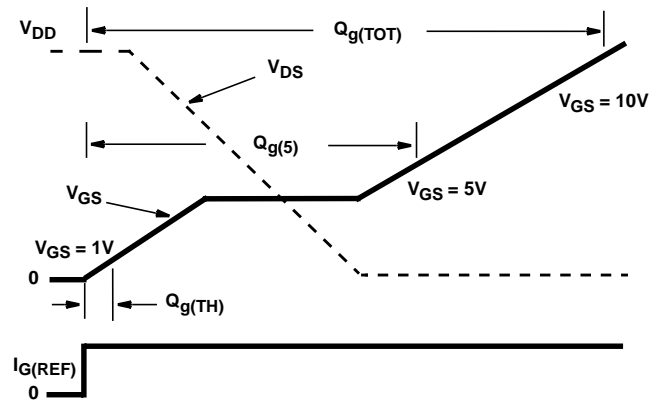 V_DD
Q_g(TOT)
V_DS
V_GS = 10V
Q_g(5)
V_GS
V_GS = 5V
V_GS = 1V
0
Q_g(TH)
I_G(REF)
0